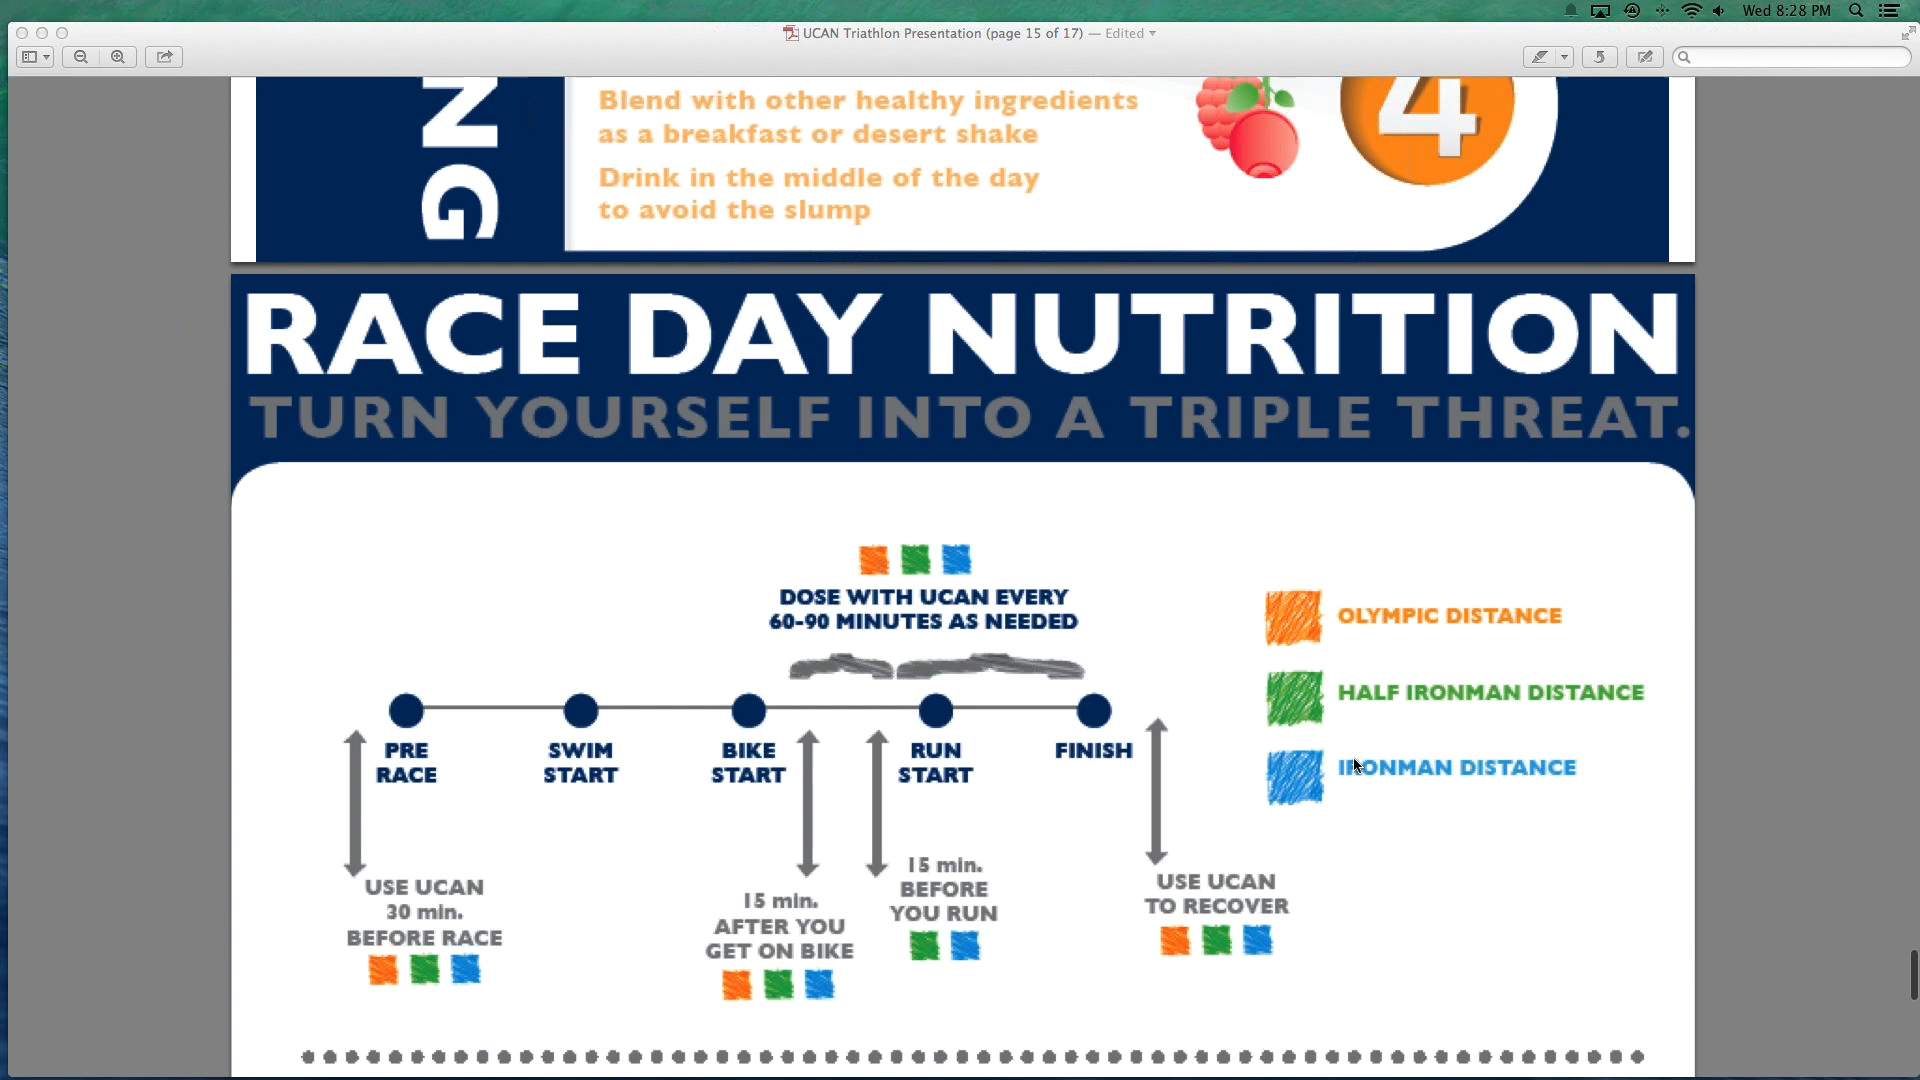 Wed 8:28 PM
UCAN Triathlon Presentation (page 15 of 17) — Edited
NG
Blend with other healthy ingredients
as a breakfast or desert shake
Drink in the middle of the day
to avoid the slump
4
RACE DAY NUTRITION
TURN YOURSELF INTO A TRIPLE THREAT.
DOSE WITH UCAN EVERY
60-90 MINUTES AS NEEDED
OLYMPIC DISTANCE
HALF IRONMAN DISTANCE
IRONMAN DISTANCE
PRE
RACE
SWIM
START
BIKE
START
RUN
START
FINISH
USE UCAN
30 min.
BEFORE RACE
15 min.
AFTER YOU
GET ON BIKE
15 min.
BEFORE
YOU RUN
USE UCAN
TO RECOVER